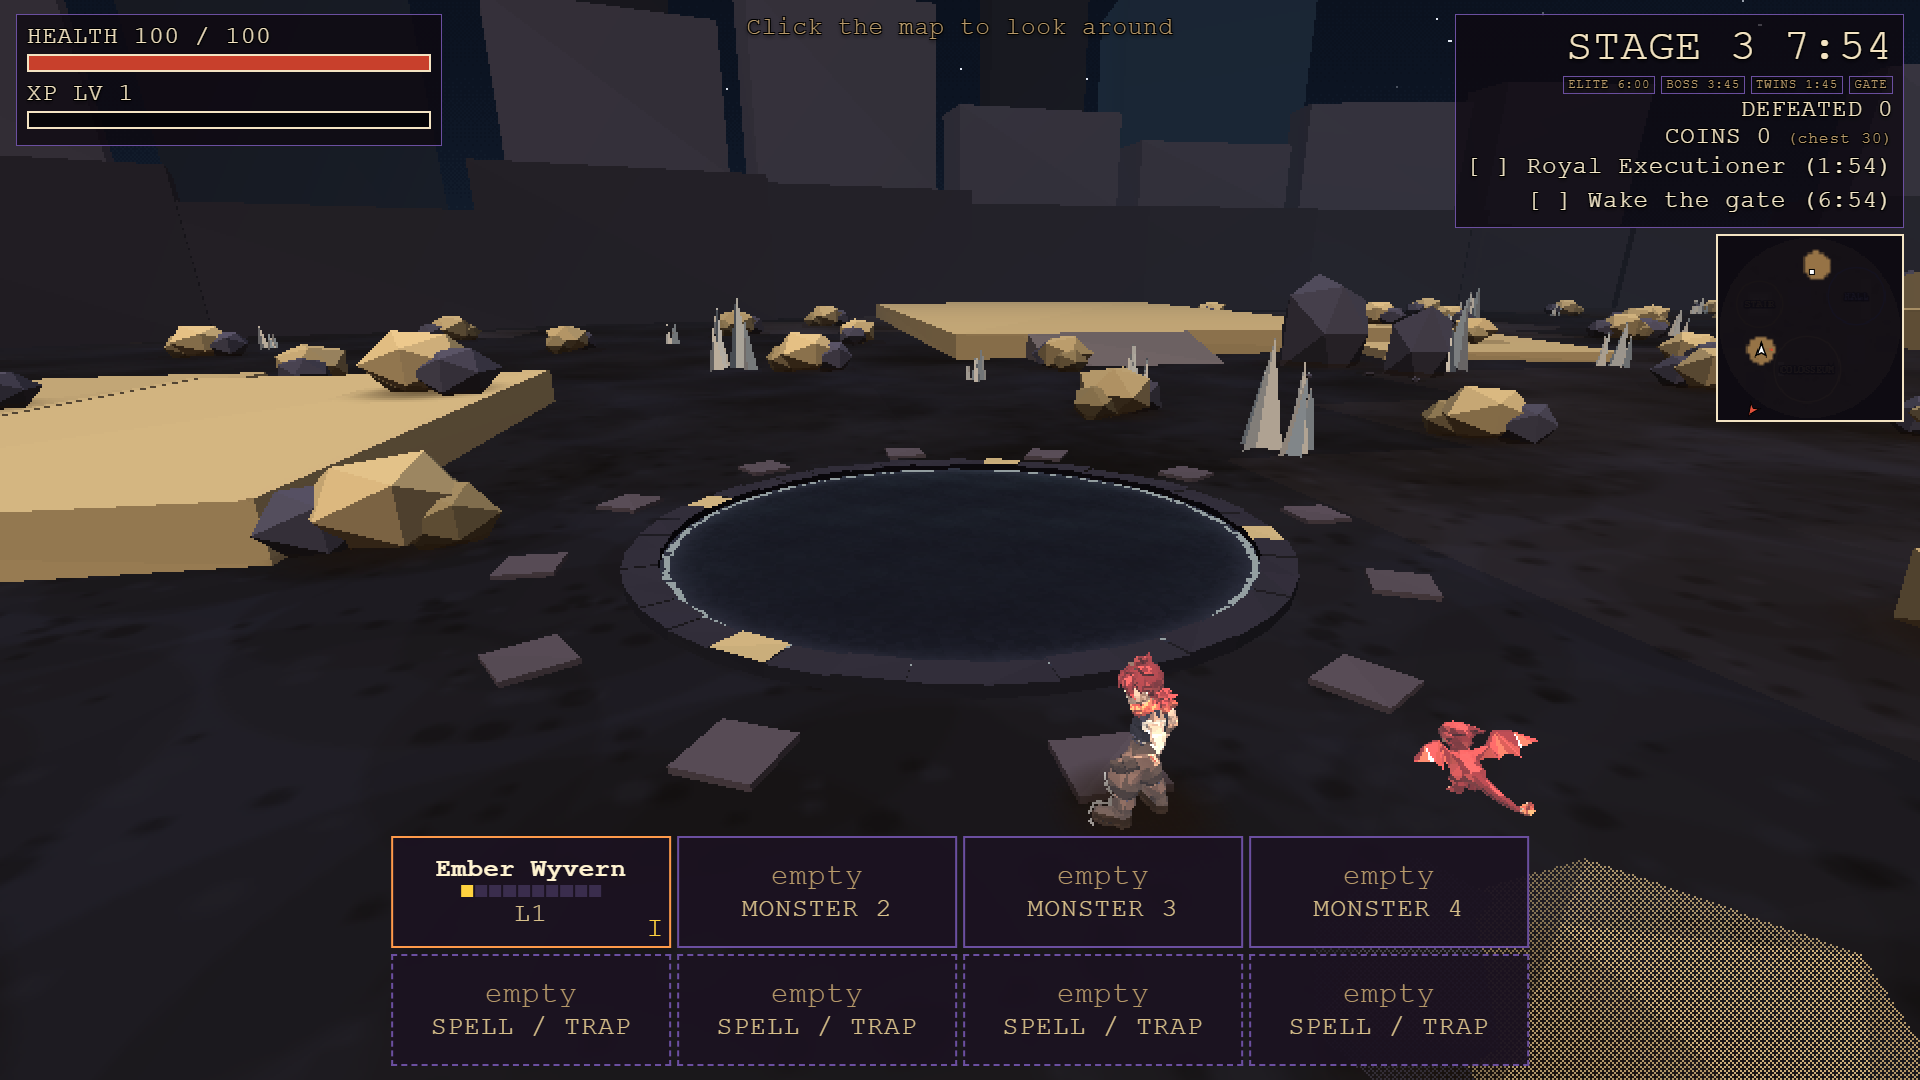 HEALTH 100 / 100
XP LV 1
Click the map to look around
STAGE 3 7:54
ELITE 6:00 BOSS 3:45 TWINS 1:45 GATE
DEFEATED 0
COINS 0 (chest 30)
[ ] Royal Executioner (1:54)
[ ] Wake the gate (6:54)
Ember Wyvern
L1
I
empty
MONSTER 2
empty
MONSTER 3
empty
MONSTER 4
empty
SPELL / TRAP
empty
SPELL / TRAP
empty
SPELL / TRAP
empty
SPELL / TRAP